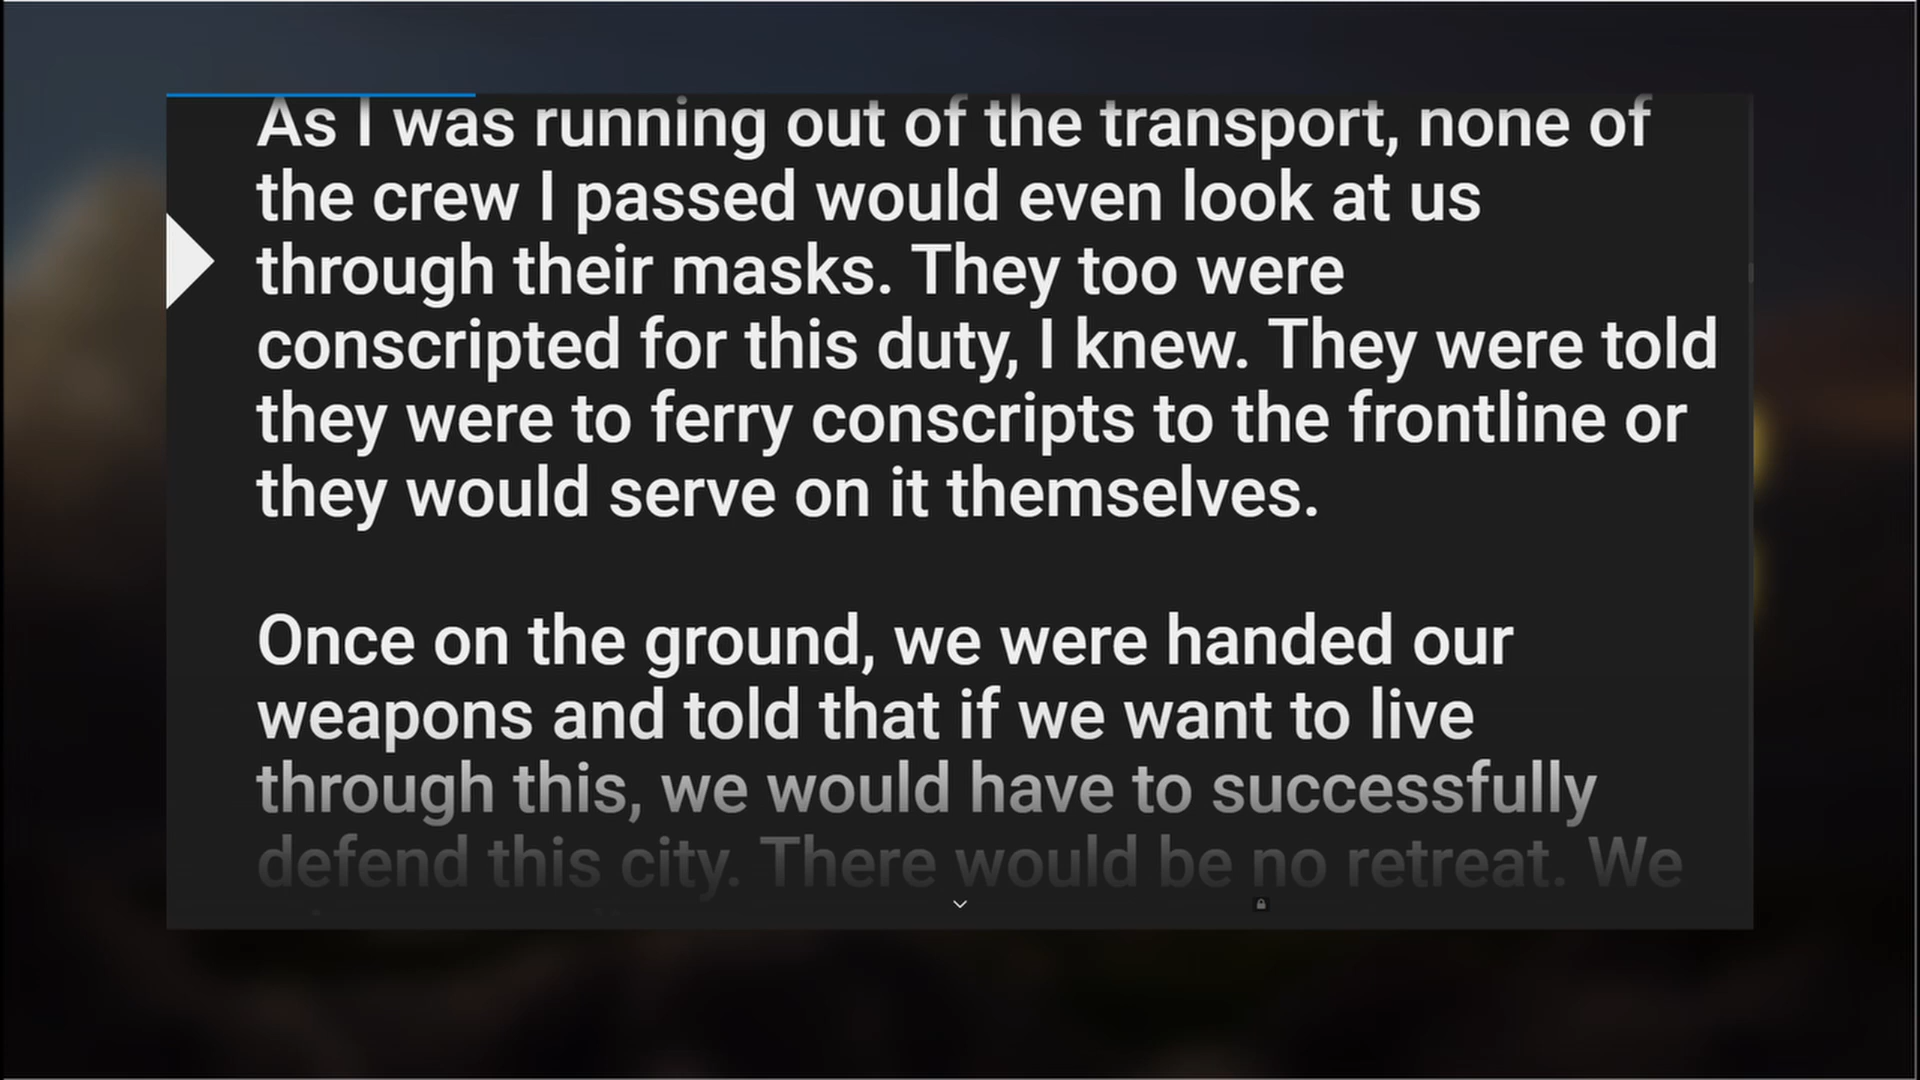 As I was running out of the transport, none of
the crew I passed would even look at us
through their masks. They too were
conscripted for this duty, I knew. They were told
they were to ferry conscripts to the frontline or
they would serve on it themselves.
Once on the ground, we were handed our
weapons and told that if we want to live
through this, we would have to successfully
defend this city. There would be no retreat. We